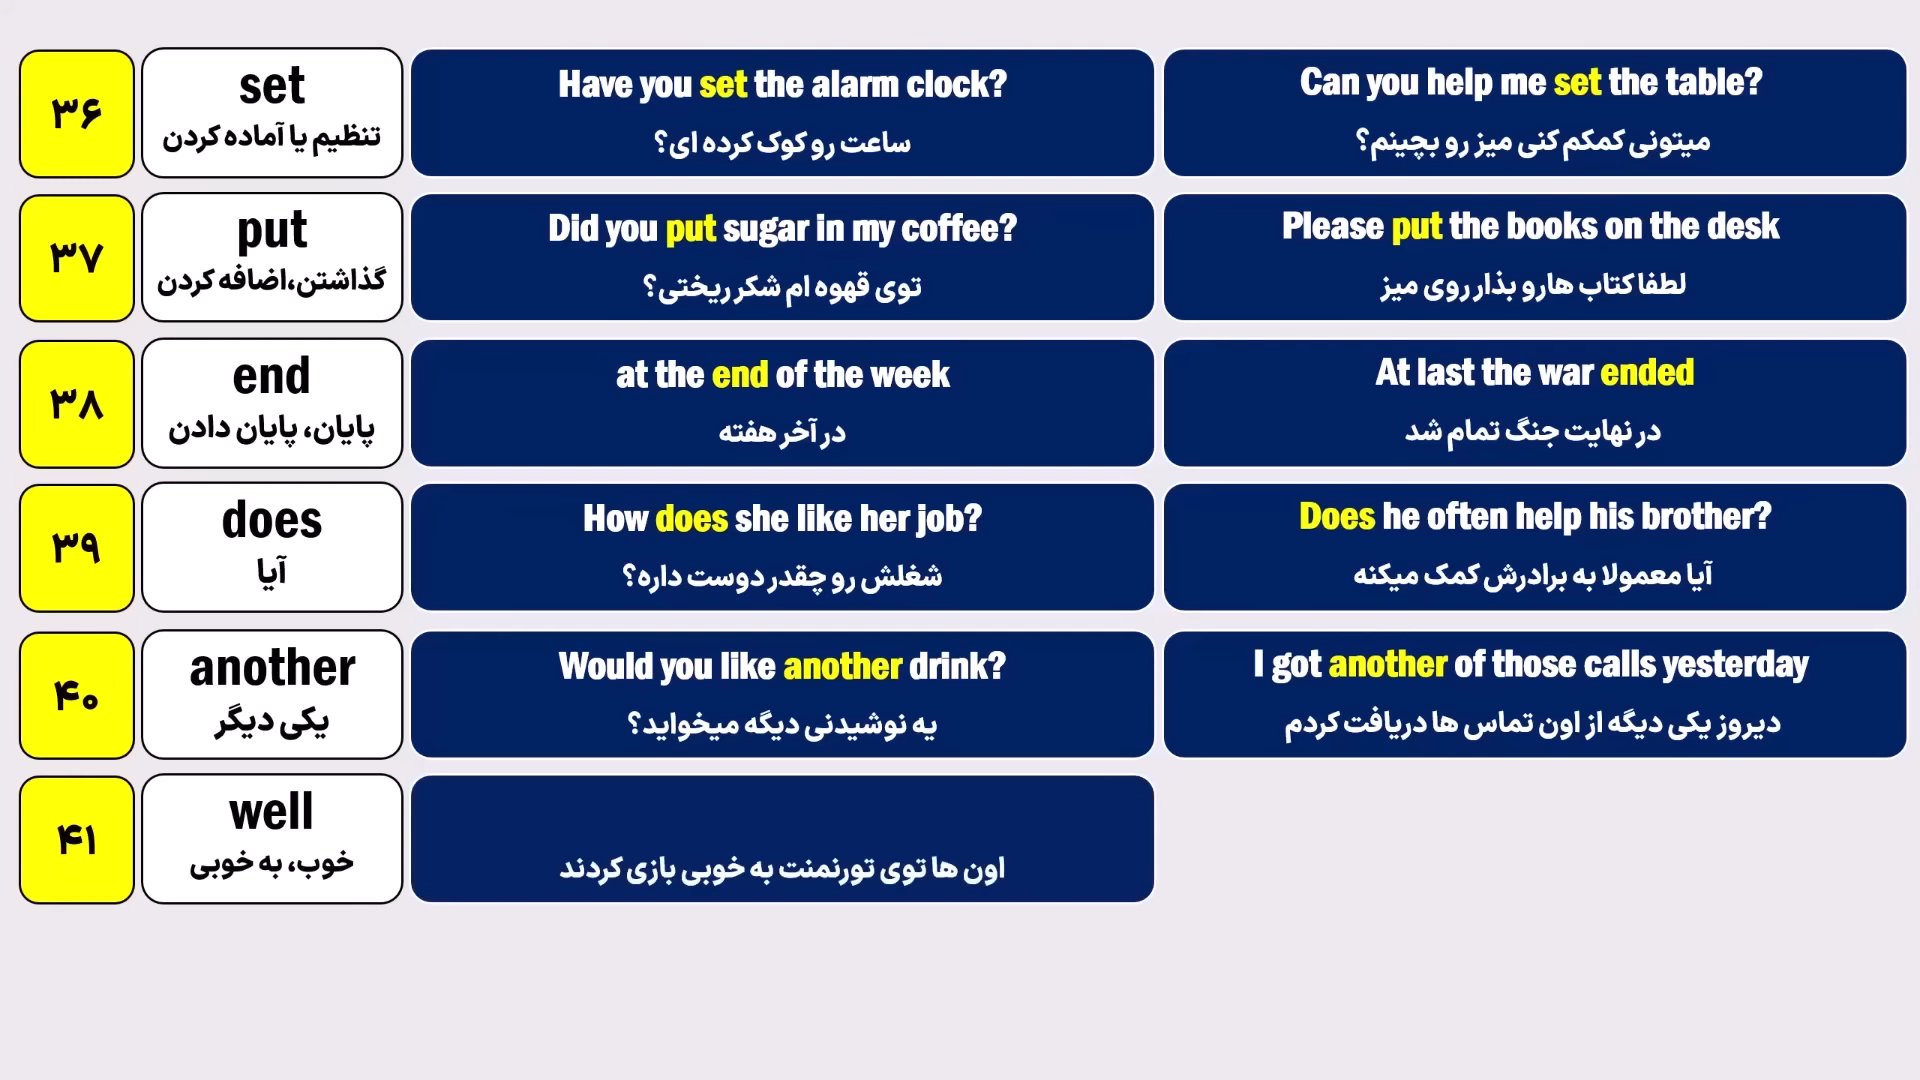 ۳۶
set
تنظیم یا آماده کردن
Have you set the alarm clock?
ساعت رو کوک کرده ای؟
Can you help me set the table?
میتونی کمکم کنی میز رو بچینم؟
۳۷
put
گذاشتن،اضافه کردن
Did you put sugar in my coffee?
توی قهوه ام شکر ریختی؟
Please put the books on the desk
لطفا کتاب هارو بذار روی میز
۳۸
end
پایان، پایان دادن
at the end of the week
در آخر هفته
At last the war ended
در نهایت جنگ تمام شد
۳۹
does
آیا
How does she like her job?
شغلش رو چقدر دوست داره؟
Does he often help his brother?
آیا معمولا به برادرش کمک میکنه
۴۰
another
یکی دیگر
Would you like another drink?
یه نوشیدنی دیگه میخواید؟
I got another of those calls yesterday
دیروز یکی دیگه از اون تماس ها دریافت کردم
۴۱
well
خوب، به خوبی
اون ها توی تورنمنت به خوبی بازی کردند